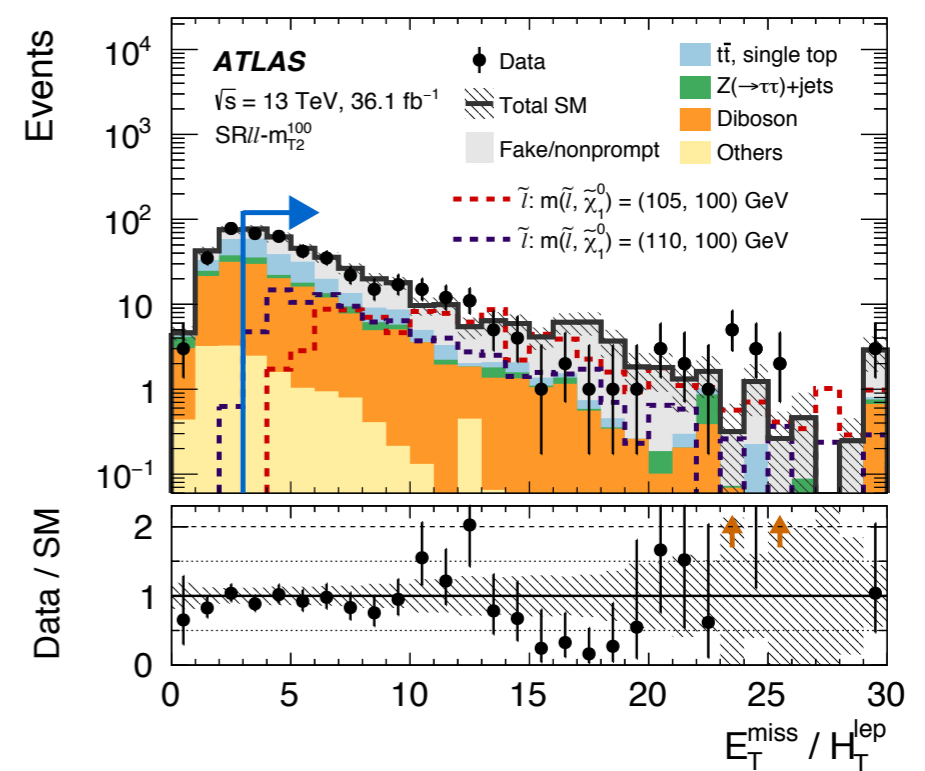 Events
10⁴
10³
10²
10
1
10⁻¹
ATLAS
√s = 13 TeV, 36.1 fb⁻¹
SRℓℓ-m_T2^100
Data
Total SM
Fake/nonprompt
tt̄, single top
Z(→ττ)+jets
Diboson
Others
l̃: m(l̃, χ̃₁⁰) = (105, 100) GeV
l̃: m(l̃, χ̃₁⁰) = (110, 100) GeV
Data / SM
2
1
0
0 5 10 15 20 25 30
E_T^miss / H_T^lep